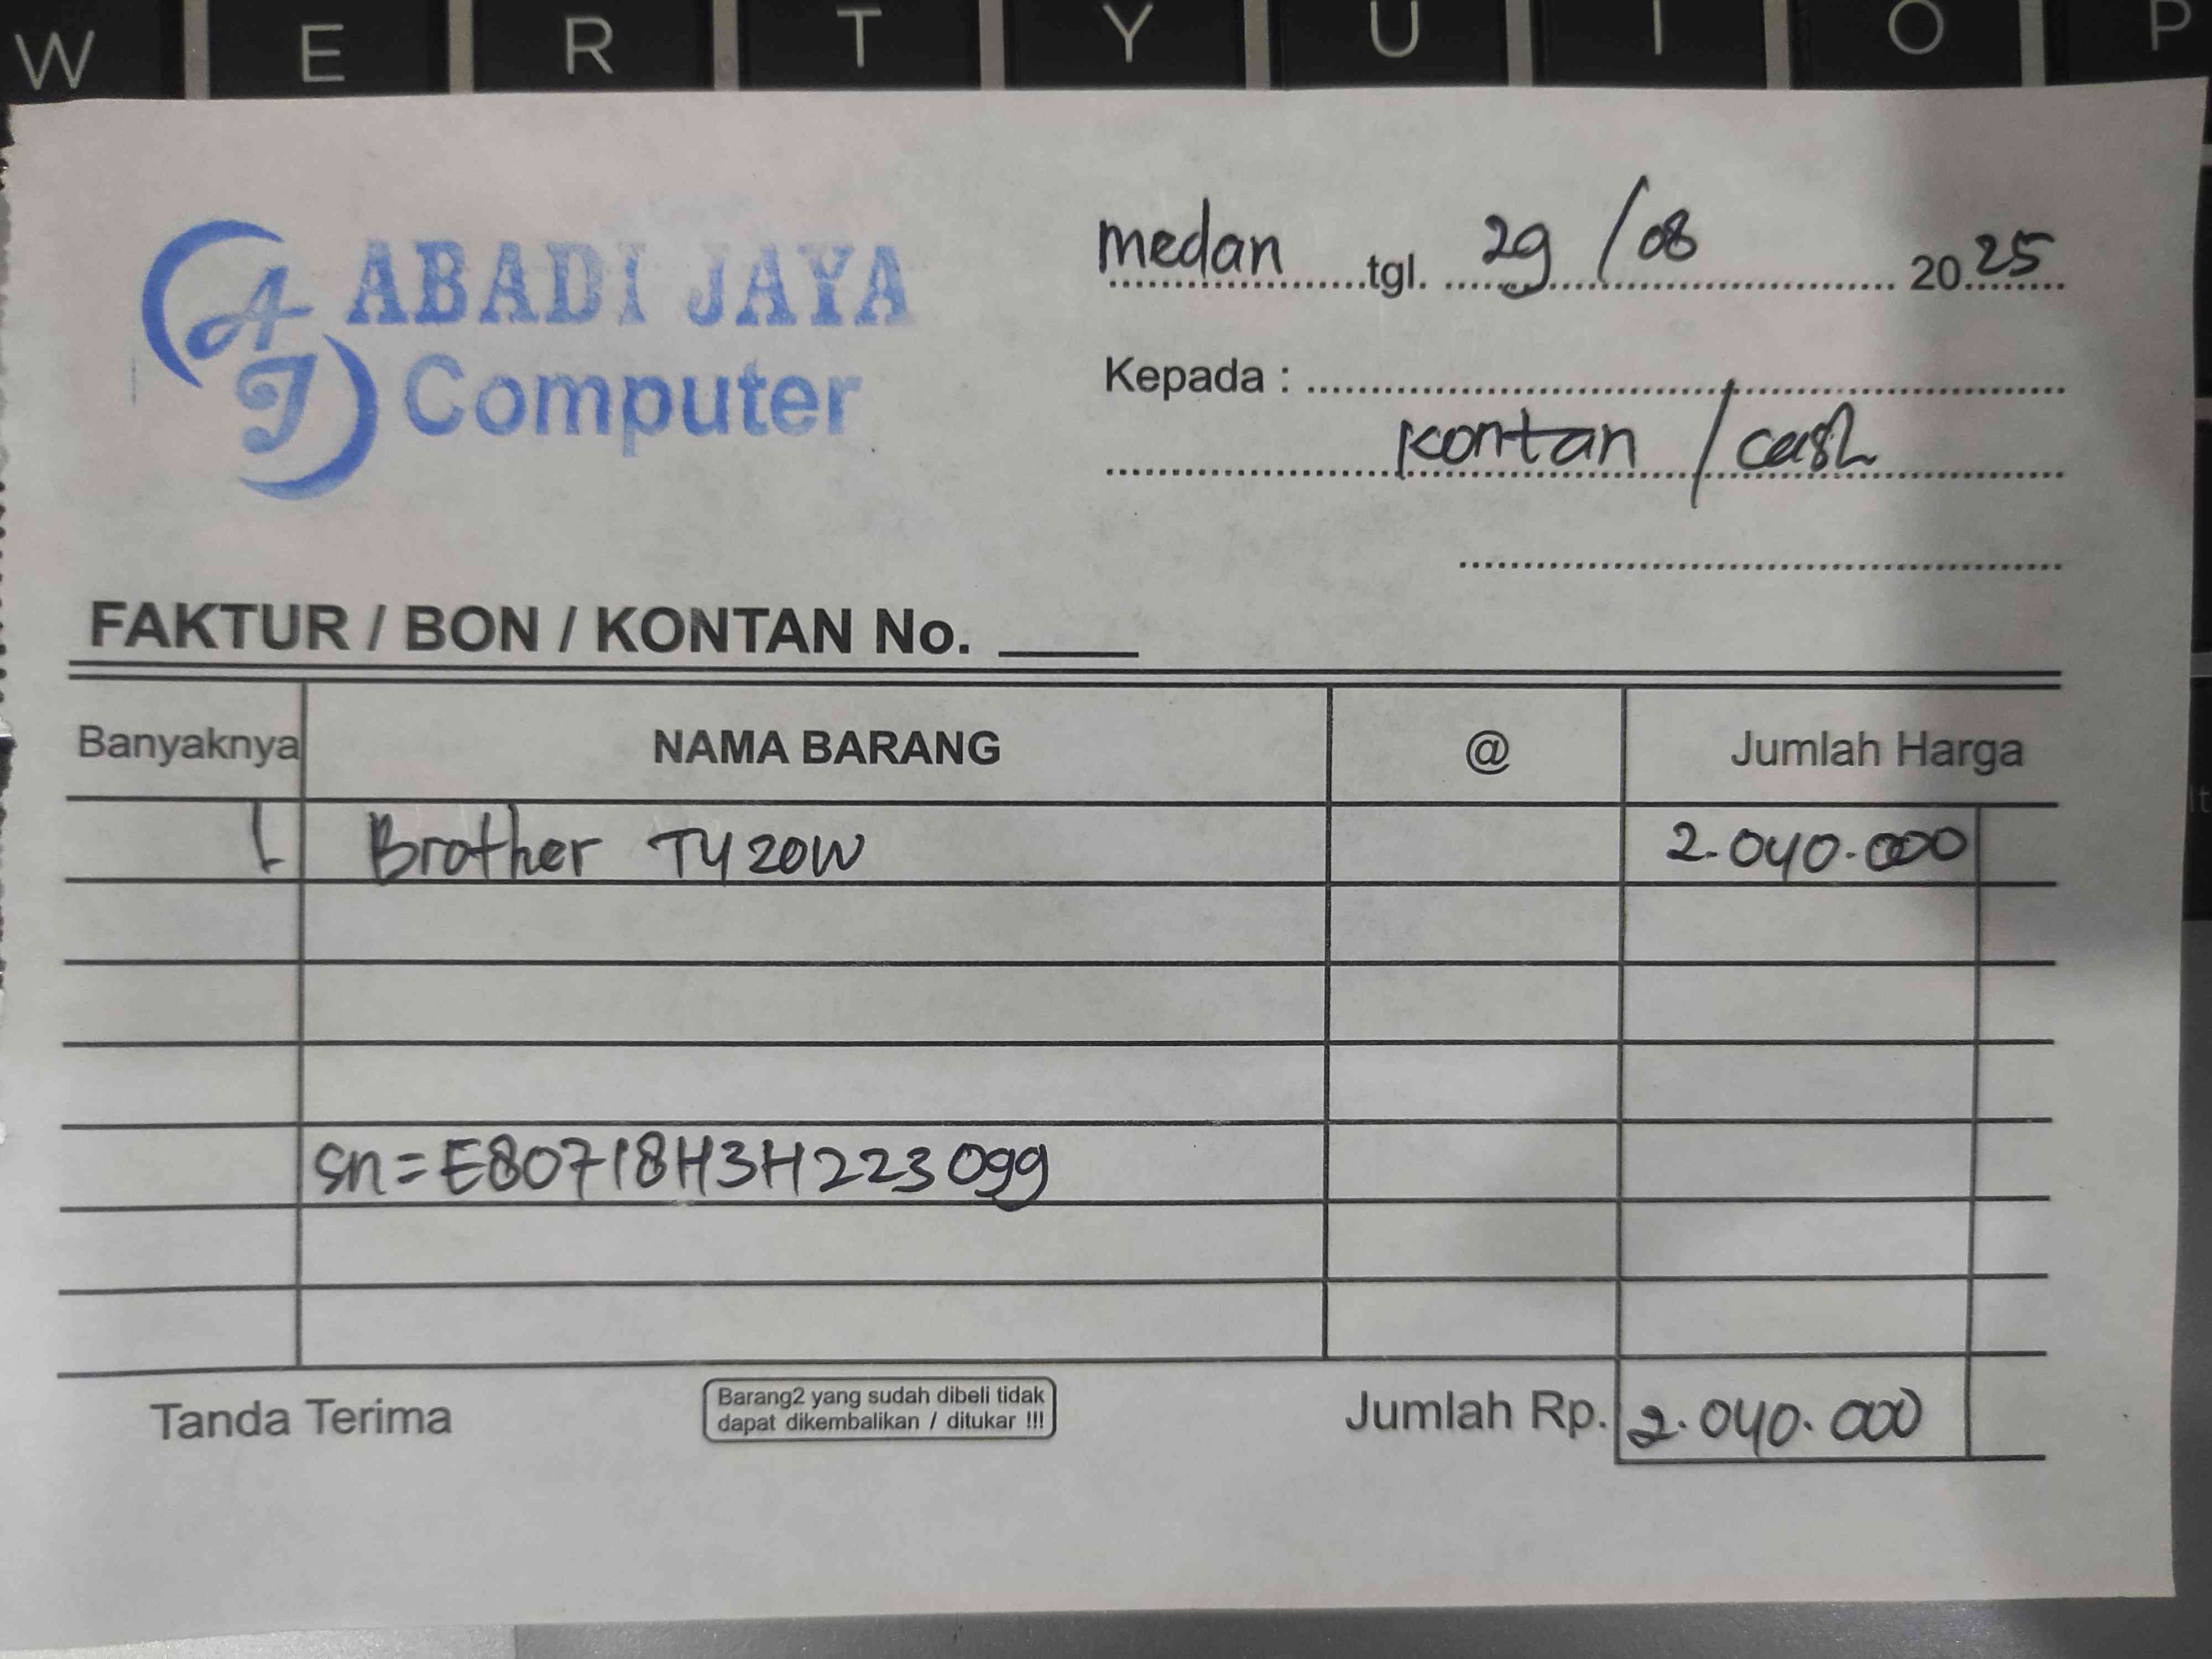 W E R T Y U I O P
ABADI JAYA
Computer
AJ
medan tgl. 29 / 08 2025
Kepada :
Kontan / cash
FAKTUR / BON / KONTAN No.
Banyaknya NAMA BARANG @ Jumlah Harga
1 Brother T420W 2.040.000
sn=E80718H3H223099
Tanda Terima
Barang2 yang sudah dibeli tidak
dapat dikembalikan / ditukar !!!
Jumlah Rp. 2.040.000